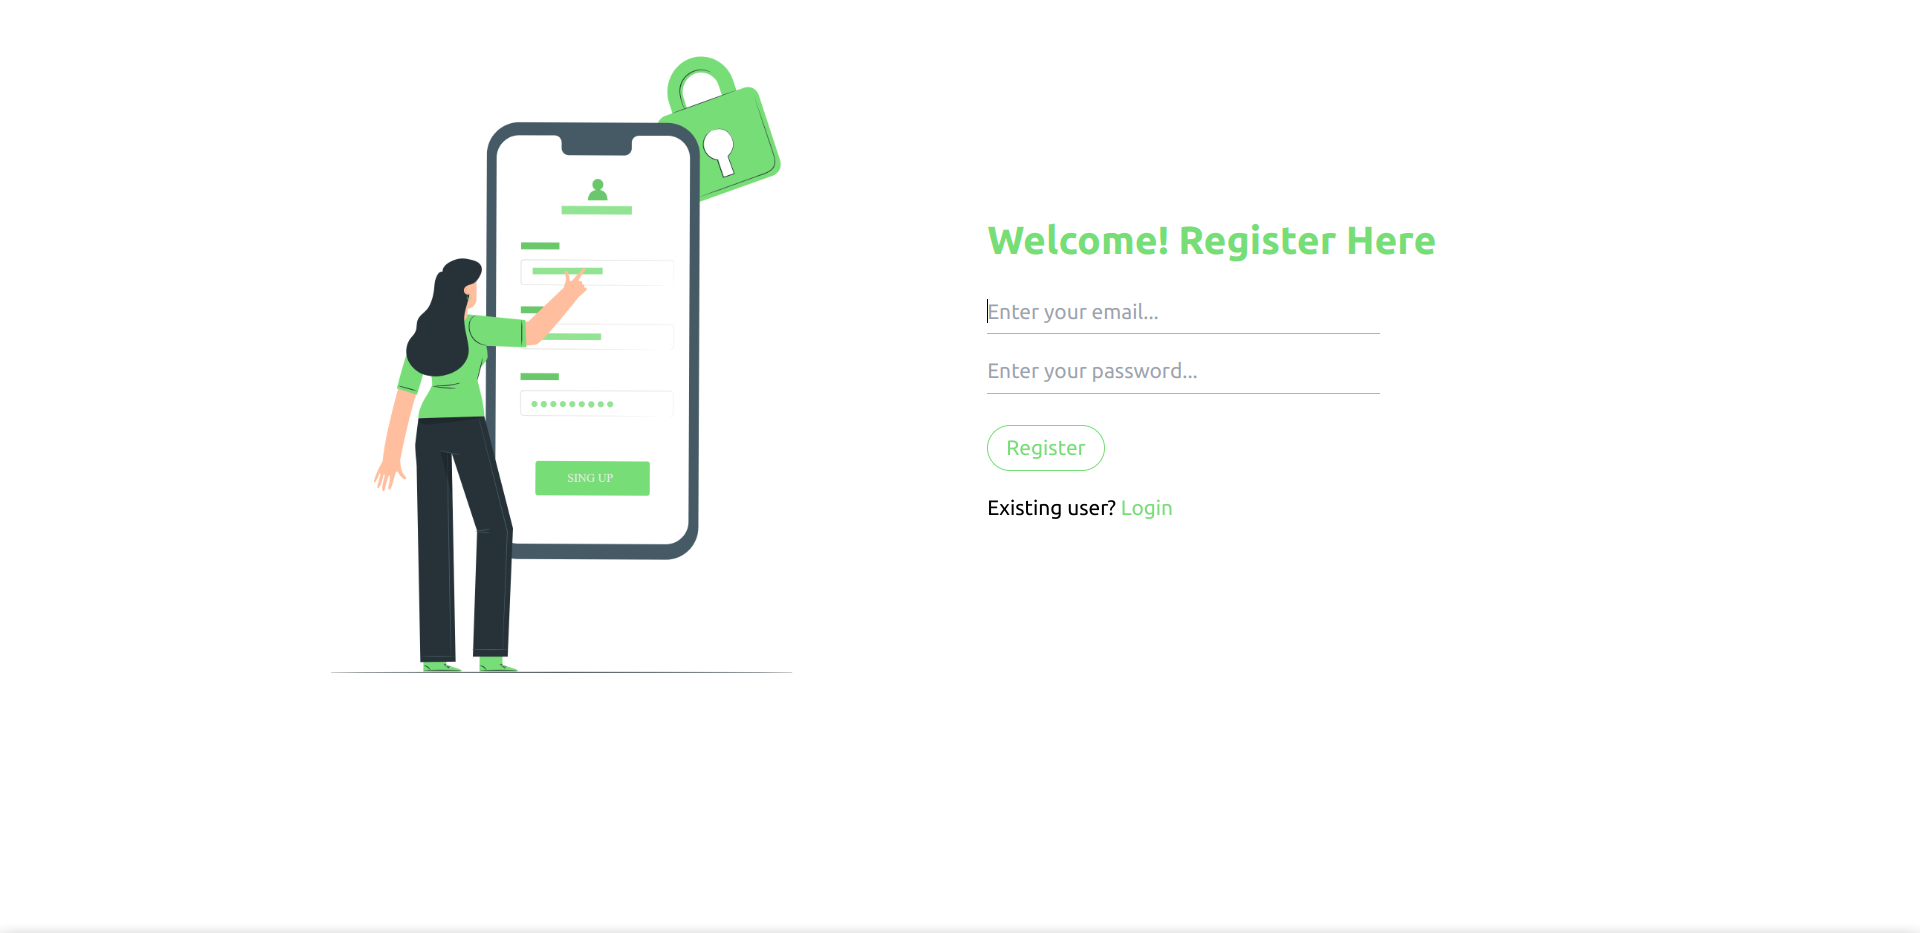 Welcome! Register Here
Enter your email...
Enter your password...
Register
Existing user? Login
SING UP